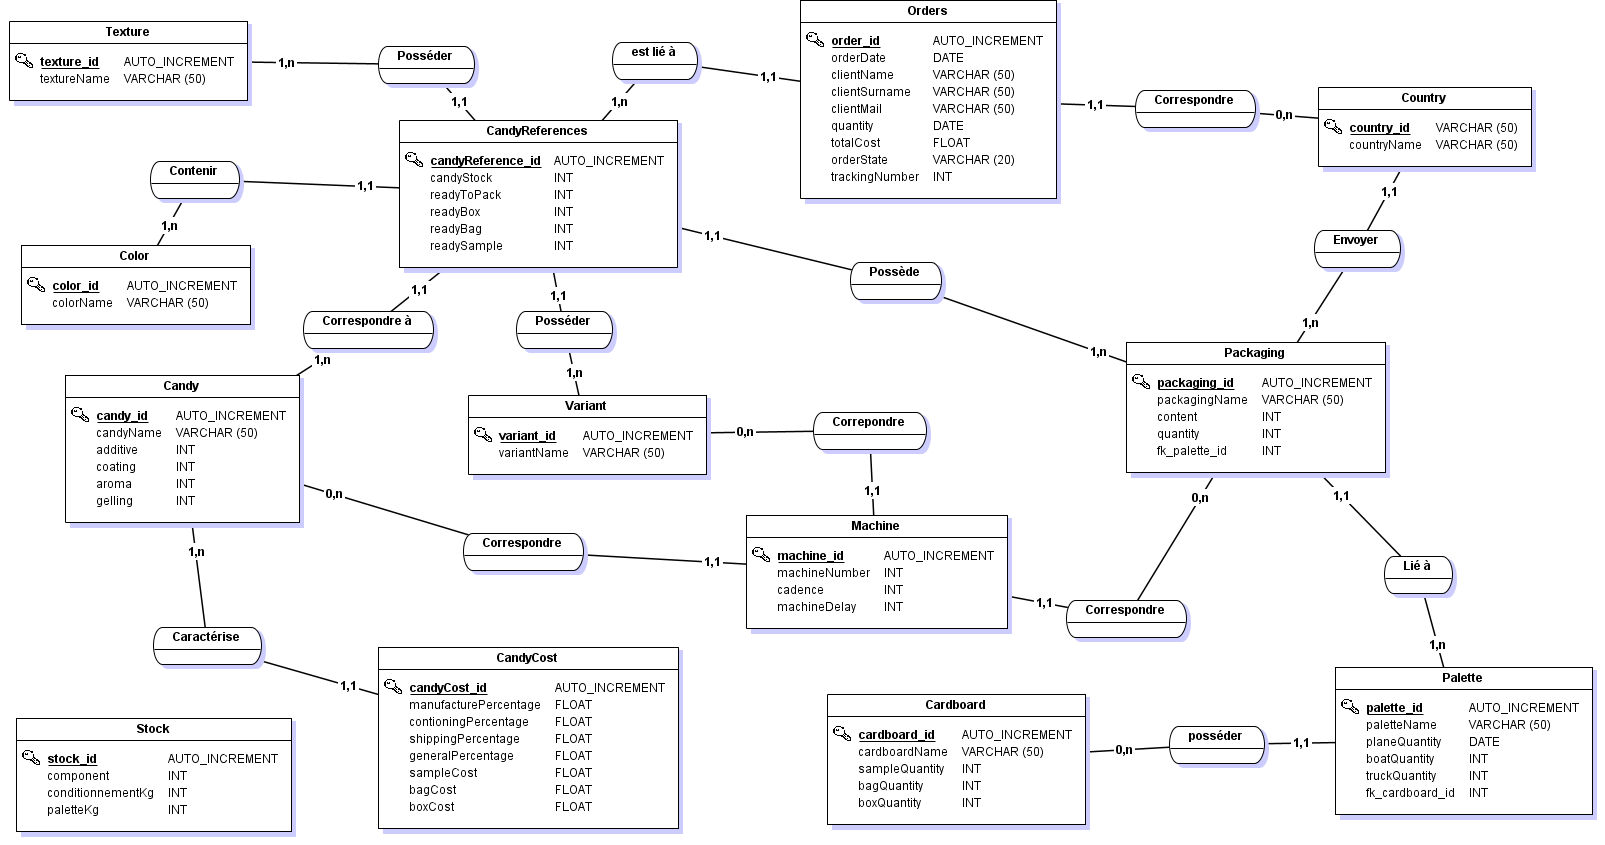 Texture
texture_id AUTO_INCREMENT
textureName VARCHAR (50)
1,n
Posséder
1,1
est lié à
1,n
1,1
Orders
order_id AUTO_INCREMENT
orderDate DATE
clientName VARCHAR (50)
clientSurname VARCHAR (50)
clientMail VARCHAR (50)
quantity DATE
totalCost FLOAT
orderState VARCHAR (20)
trackingNumber INT
1,1
Correspondre
0,n
Country
country_id VARCHAR (50)
countryName VARCHAR (50)
CandyReferences
candyReference_id AUTO_INCREMENT
candyStock INT
readyToPack INT
readyBox INT
readyBag INT
readySample INT
Contenir
1,1
1,n
Color
color_id AUTO_INCREMENT
colorName VARCHAR (50)
1,1
Envoyer
1,n
1,1
Possède
1,n
1,1
Correspondre à
1,n
1,1
Posséder
1,n
Packaging
packaging_id AUTO_INCREMENT
packagingName VARCHAR (50)
content INT
quantity INT
fk_palette_id INT
Candy
candy_id AUTO_INCREMENT
candyName VARCHAR (50)
additive INT
coating INT
aroma INT
gelling INT
Variant
variant_id AUTO_INCREMENT
variantName VARCHAR (50)
0,n
Correpondre
1,1
0,n
Correspondre
1,1
Machine
machine_id AUTO_INCREMENT
machineNumber INT
cadence INT
machineDelay INT
1,1
Correspondre
0,n
1,1
Lié à
1,n
1,n
Caractérise
1,1
CandyCost
candyCost_id AUTO_INCREMENT
manufacturePercentage FLOAT
contioningPercentage FLOAT
shippingPercentage FLOAT
generalPercentage FLOAT
sampleCost FLOAT
bagCost FLOAT
boxCost FLOAT
Stock
stock_id AUTO_INCREMENT
component INT
conditionnementKg INT
paletteKg INT
Cardboard
cardboard_id AUTO_INCREMENT
cardboardName VARCHAR (50)
sampleQuantity INT
bagQuantity INT
boxQuantity INT
0,n
posséder
1,1
Palette
palette_id AUTO_INCREMENT
paletteName VARCHAR (50)
planeQuantity DATE
boatQuantity INT
truckQuantity INT
fk_cardboard_id INT